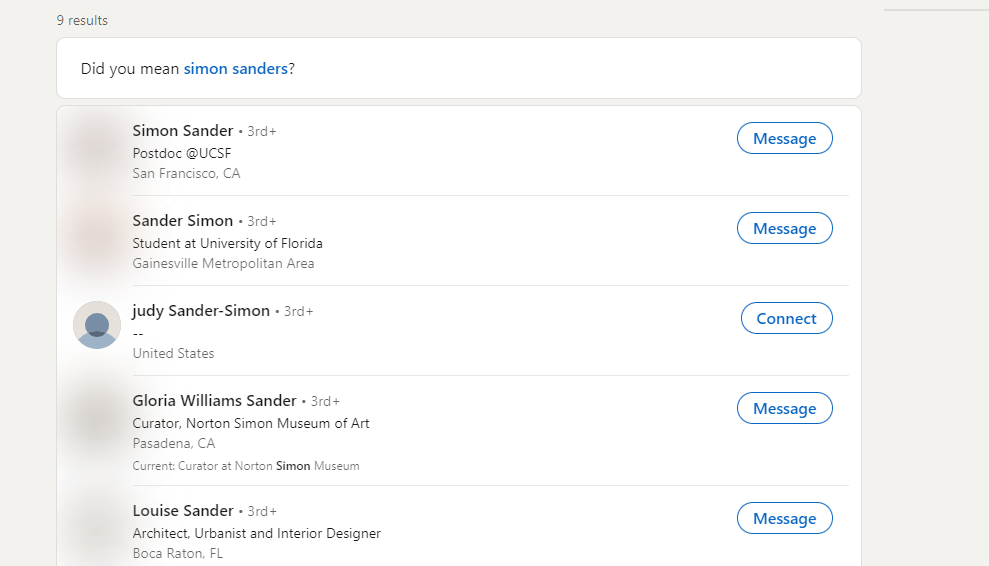 9 results
Did you mean simon sanders?
Simon Sander • 3rd+
Message
Postdoc @UCSF
San Francisco, CA
Sander Simon • 3rd+
Message
Student at University of Florida
Gainesville Metropolitan Area
judy Sander-Simon • 3rd+
Connect
--
United States
Gloria Williams Sander • 3rd+
Message
Curator, Norton Simon Museum of Art
Pasadena, CA
Current: Curator at Norton Simon Museum
Louise Sander • 3rd+
Message
Architect, Urbanist and Interior Designer
Boca Raton, FL